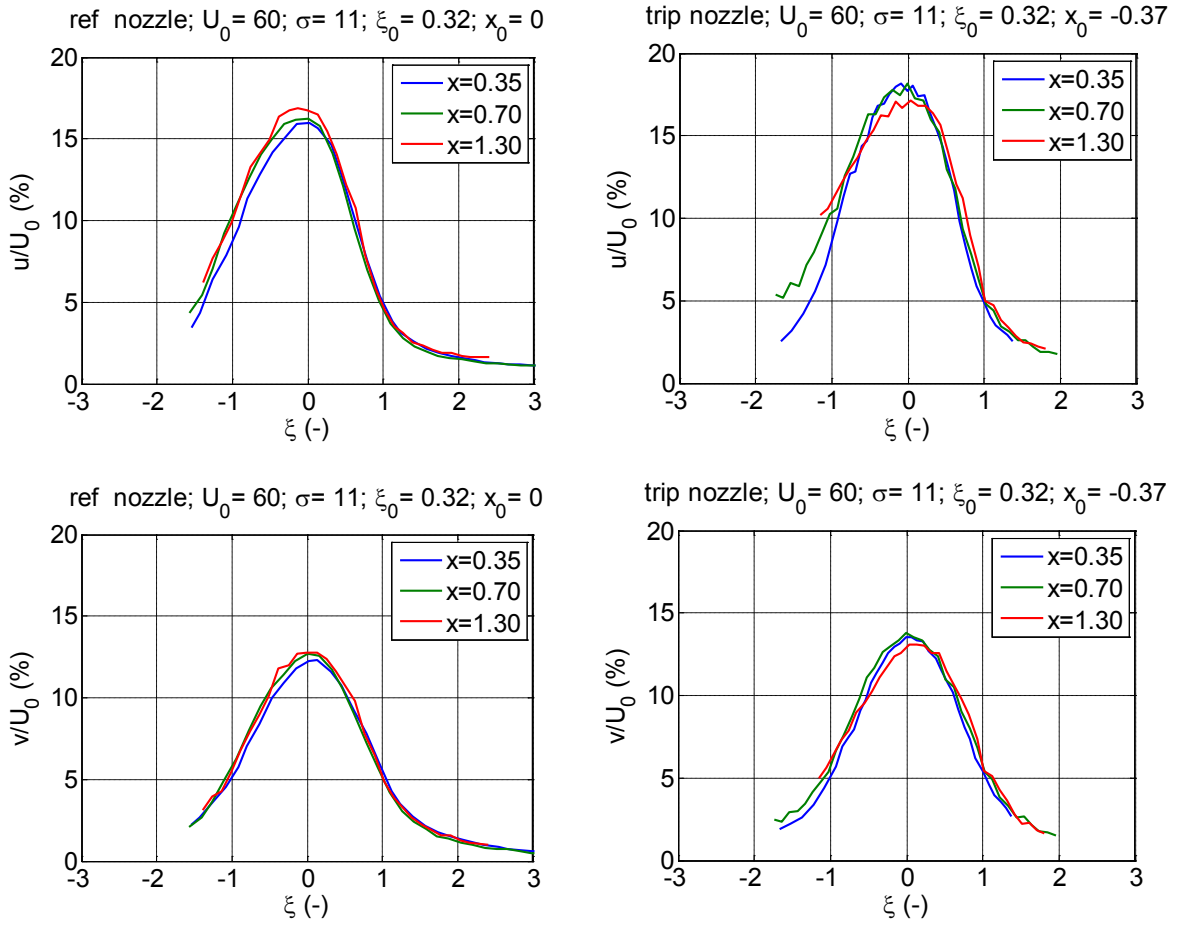 ref nozzle; U₀= 60; σ= 11; ξ₀= 0.32; x₀= 0
20
15
10
5
0
u/U₀ (%)
x=0.35
x=0.70
x=1.30
-3 -2 -1 0 1 2 3
ξ (-)
trip nozzle; U₀= 60; σ= 11; ξ₀= 0.32; x₀= -0.37
20
15
10
5
0
u/U₀ (%)
x=0.35
x=0.70
x=1.30
-3 -2 -1 0 1 2 3
ξ (-)
ref nozzle; U₀= 60; σ= 11; ξ₀= 0.32; x₀= 0
20
15
10
5
0
v/U₀ (%)
x=0.35
x=0.70
x=1.30
-3 -2 -1 0 1 2 3
ξ (-)
trip nozzle; U₀= 60; σ= 11; ξ₀= 0.32; x₀= -0.37
20
15
10
5
0
v/U₀ (%)
x=0.35
x=0.70
x=1.30
-3 -2 -1 0 1 2 3
ξ (-)